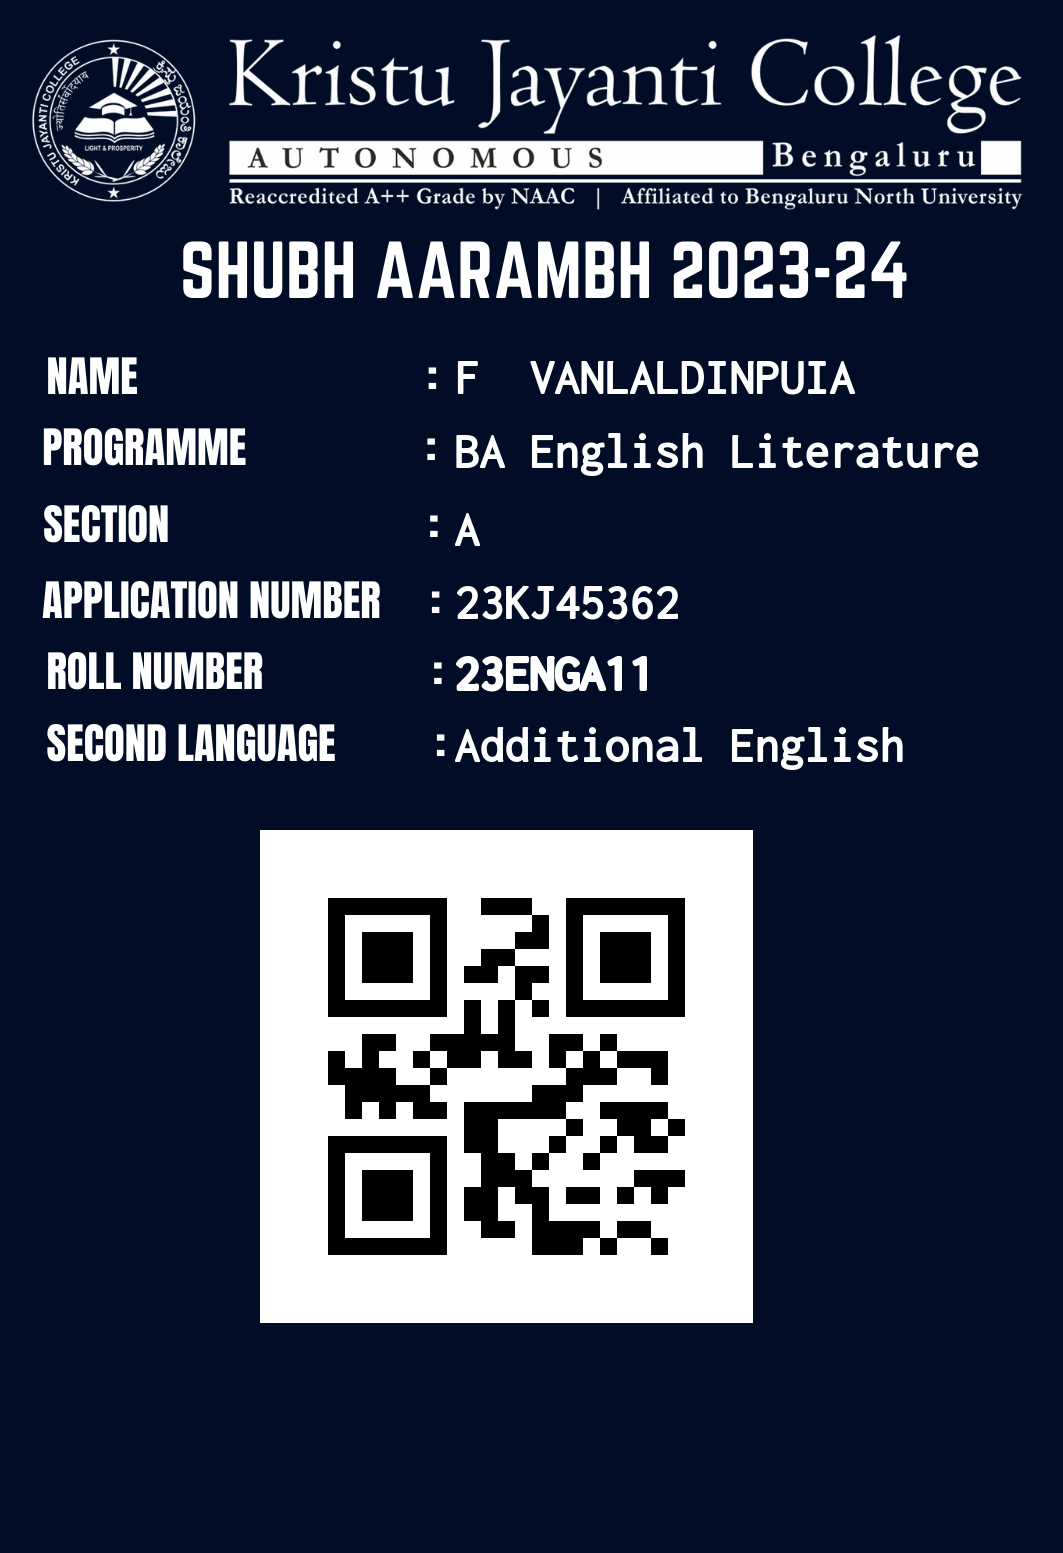 Kristu Jayanti College
AUTONOMOUS Bengaluru
Reaccredited A++ Grade by NAAC | Affiliated to Bengaluru North University
KRISTU JAYANTI COLLEGE
LIGHT & PROSPERITY
SHUBH AARAMBH 2023-24
NAME : F VANLALDINPUIA
PROGRAMME : BA English Literature
SECTION : A
APPLICATION NUMBER : 23KJ45362
ROLL NUMBER : 23ENGA11
SECOND LANGUAGE : Additional English